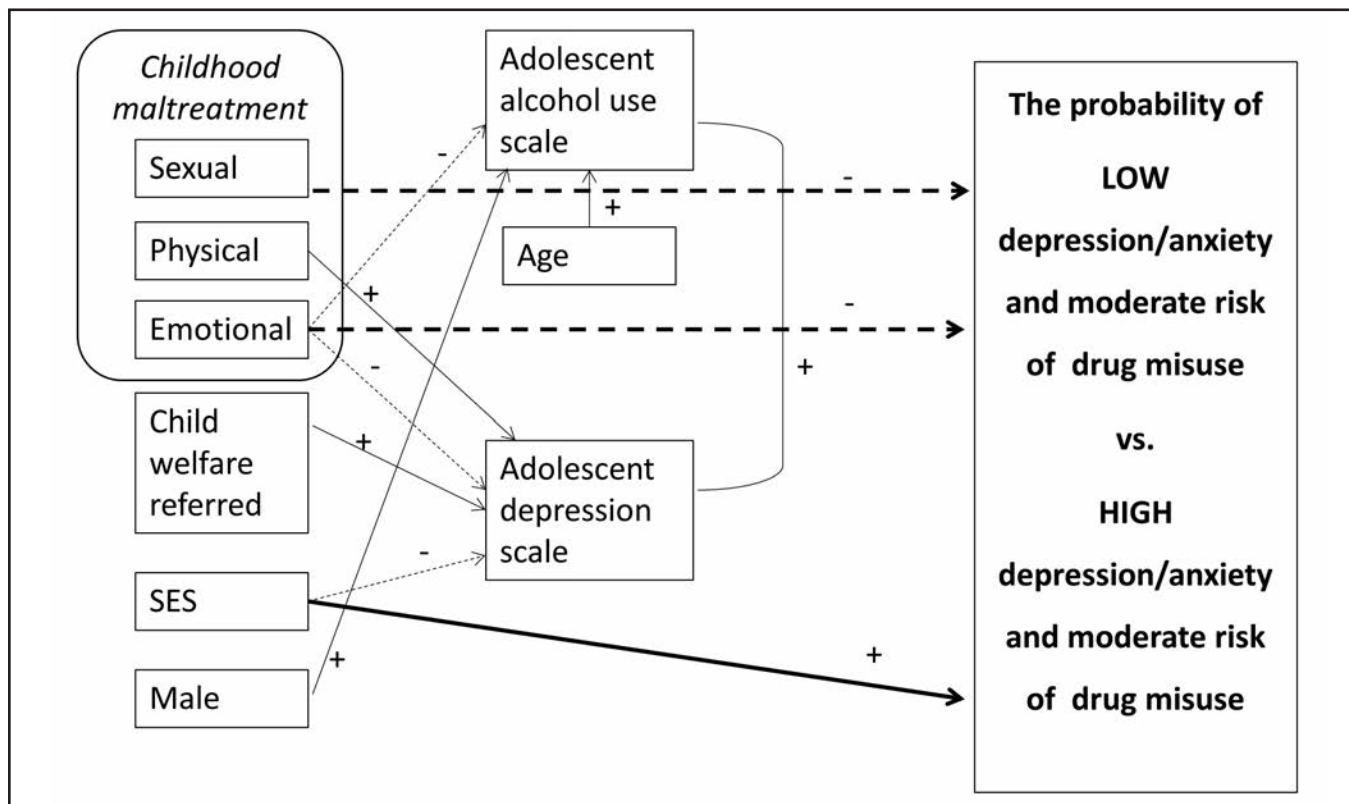 Childhood
maltreatment
Sexual
Physical
Emotional
Child
welfare
referred
SES
Male
Adolescent
alcohol use
scale
Age
Adolescent
depression
scale
-
+
-
+
-
+
+
-
-
+
+
The probability of
LOW
depression/anxiety
and moderate risk
of drug misuse
vs.
HIGH
depression/anxiety
and moderate risk
of drug misuse